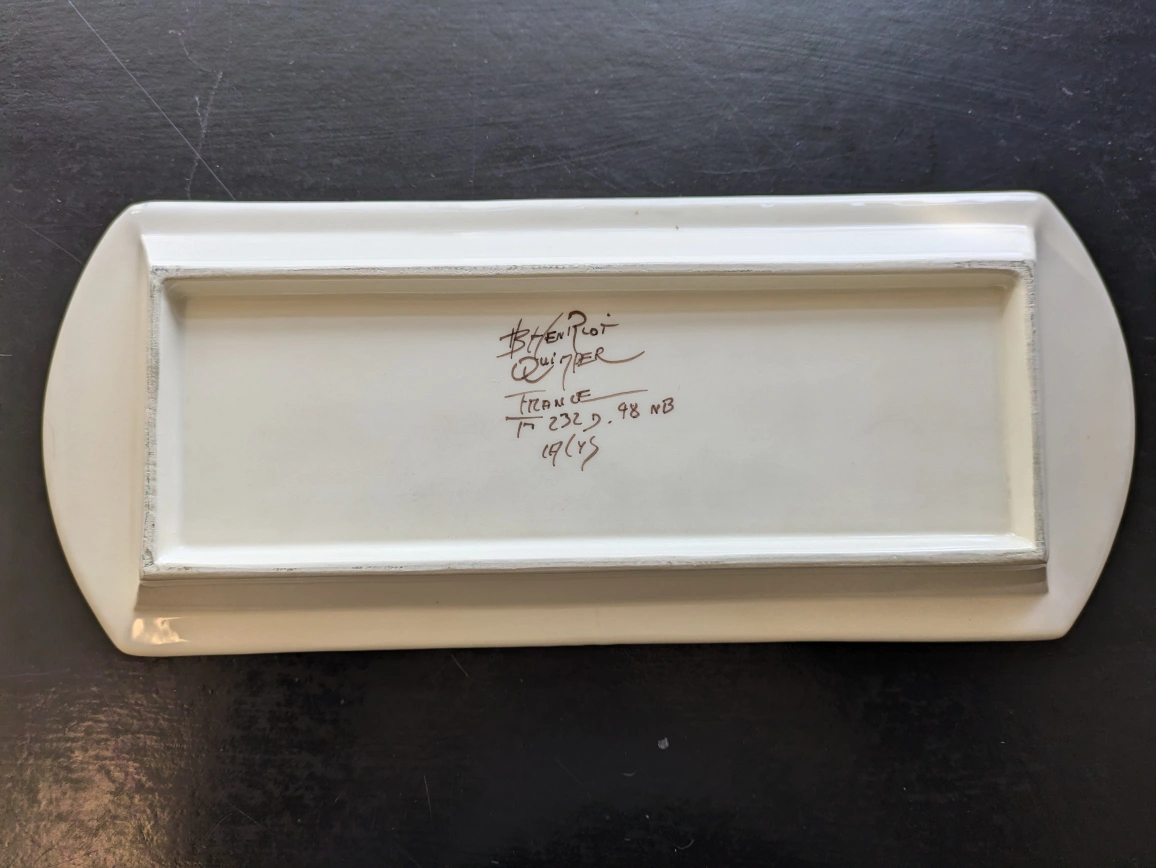 HB HENRIOT
QUIMPER
FRANCE
F 232 D. 98 NB